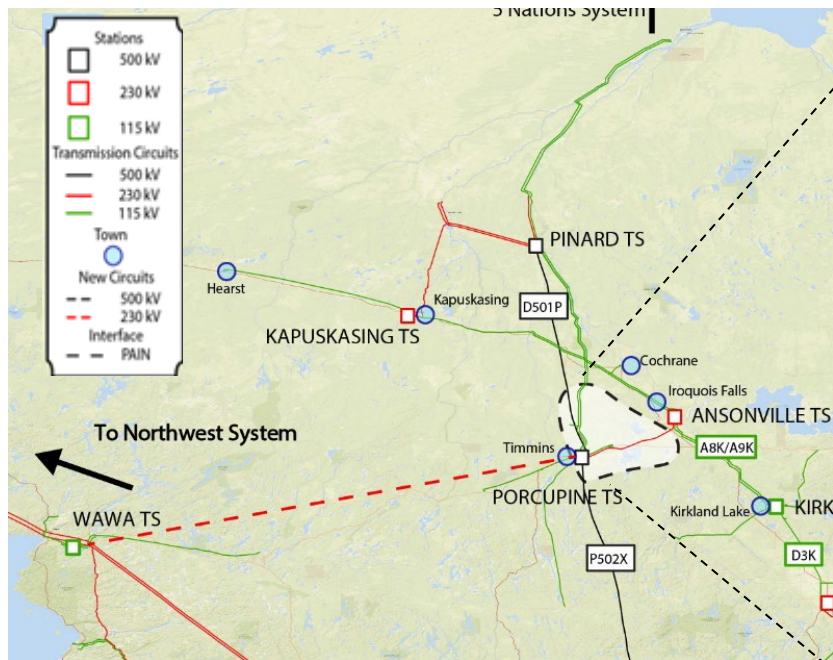 5 Nations System
Stations
500 kV
230 kV
115 kV
Transmission Circuits
500 kV
230 kV
115 kV
Town
New Circuits
500 kV
230 kV
Interface
PAIN
PINARD TS
Hearst
Kapuskasing
D501P
KAPUSKASING TS
Cochrane
Iroquois Falls
ANSONVILLE TS
To Northwest System
A8K/A9K
Timmins
PORCUPINE TS
WAWA TS
Kirkland Lake
KIRK
D3K
P502X